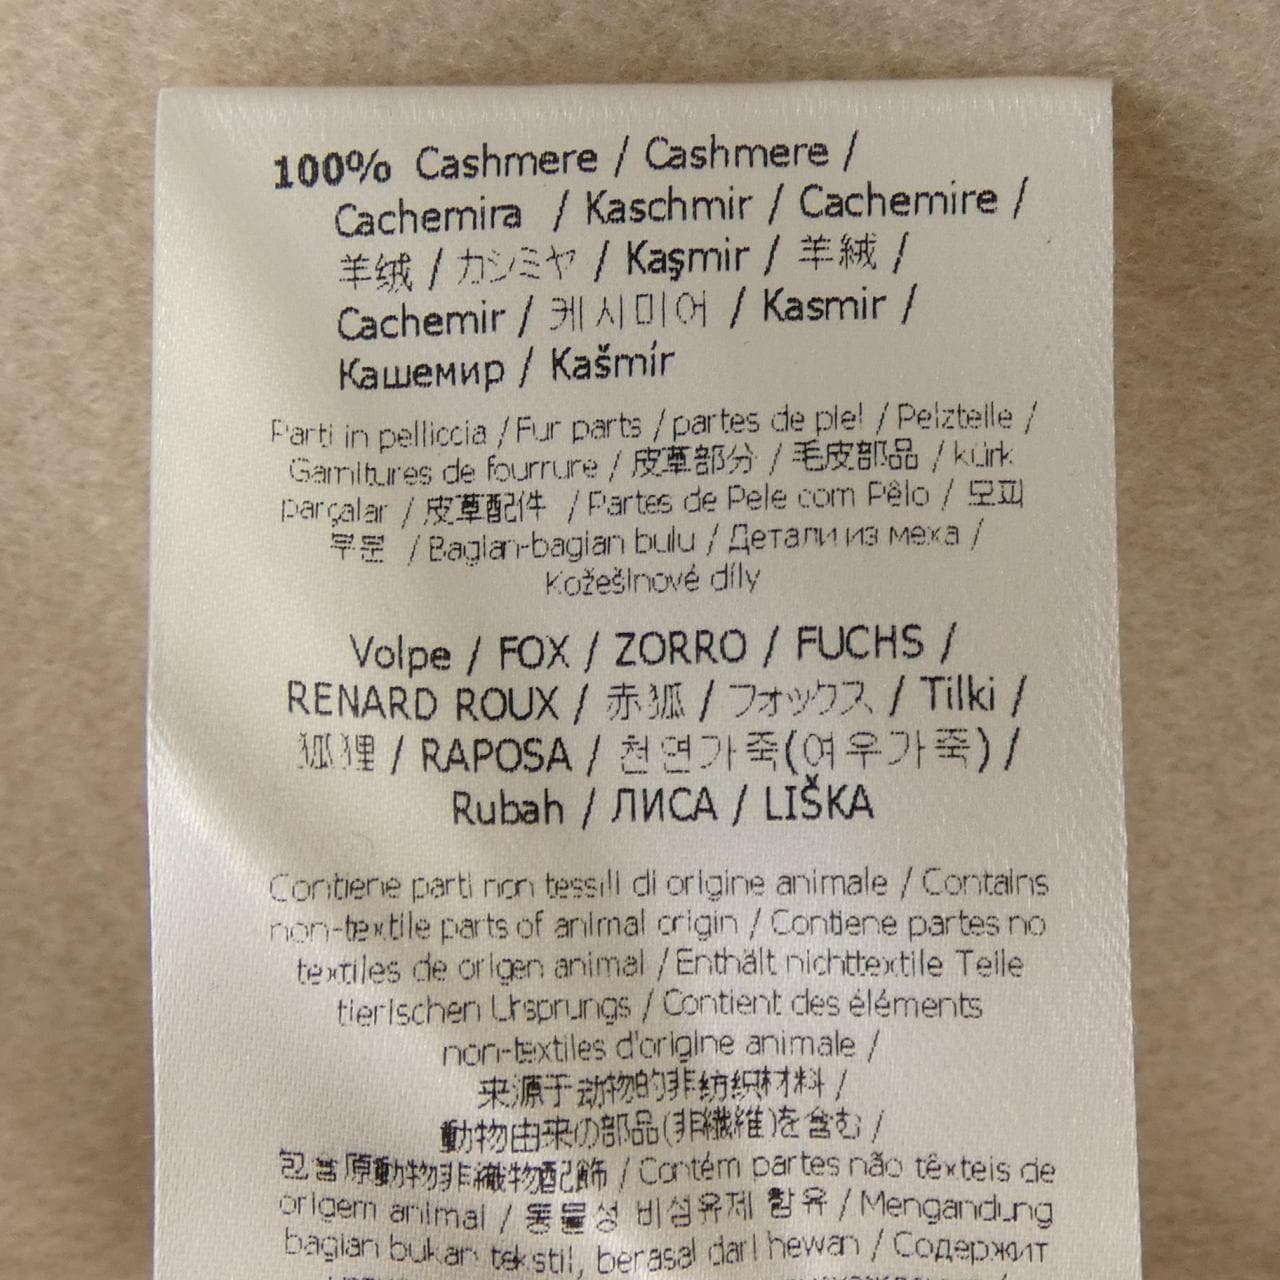 100% Cashmere / Cashmere /
Cachemira / Kaschmir / Cachemire /
羊绒 / カシミヤ / Kaşmir / 羊絨 /
Cachemir / 케시미어 / Kasmir /
Кашемир / Kašmír
Parti in pelliccia / Fur parts / partes de piel / Pelzteile /
Garnitures de fourrure / 皮草部分 / 毛皮部品 / kürk
parçalar / 皮草配件 / Partes de Pele com Pêlo / 모피
부분 / Bagian-bagian bulu / Детали из меха /
Kožešinové díly
Volpe / FOX / ZORRO / FUCHS /
RENARD ROUX / 赤狐 / フォックス / Tilki /
狐狸 / RAPOSA / 천연가죽(여우가죽) /
Rubah / ЛИСА / LIŠKA
Contiene parti non tessili di origine animale / Contains
non-textile parts of animal origin / Contiene partes no
textiles de origen animal / Enthält nichttextile Teile
tierischen Ursprungs / Contient des éléments
non-textiles d'origine animale /
来源于动物的非纺织材料 /
動物由来の部品(非繊維)を含む /
包含原動物非織物配飾 / Contém partes não têxteis de
origem animal / 동물성 비섬유제 함유 / Mengandung
bagian bukan tekstil, berasal dari hewan / Содержит